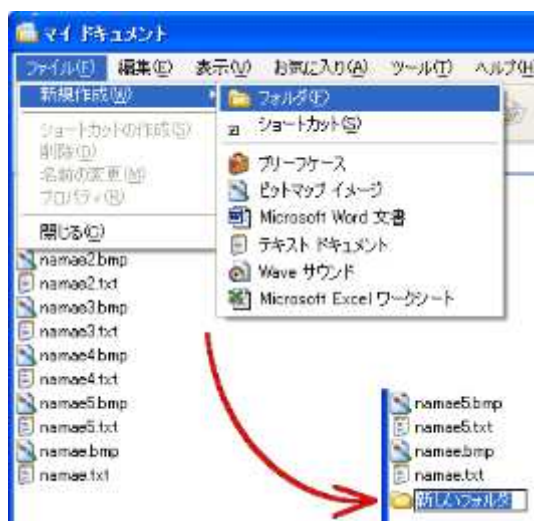 マイ ドキュメント
ファイル(F) 編集(E) 表示(V) お気に入り(A) ツール(T) ヘルプ(H
新規作成(W)
ショートカットの作成(S)
削除(D)
名前の変更(M)
プロパティ(R)
閉じる(C)
フォルダ(F)
ショートカット(S)
ブリーフケース
ビットマップ イメージ
Microsoft Word 文書
テキスト ドキュメント
Wave サウンド
Microsoft Excel ワークシート
namae2.bmp
namae2.txt
namae3.bmp
namae3.txt
namae4.bmp
namae4.txt
namae5.bmp
namae5.txt
namae.bmp
namae.txt
namae5.bmp
namae5.txt
namae.bmp
namae.txt
新しいフォルダ